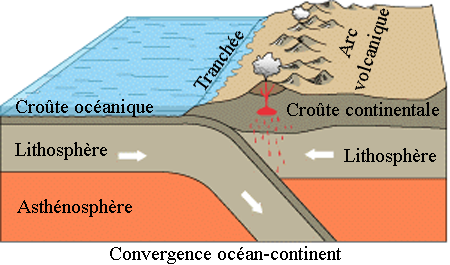 Tranchée
Arc
volcanique
Croûte océanique
Croûte continentale
Lithosphère
Lithosphère
Asthénosphère
Convergence océan-continent